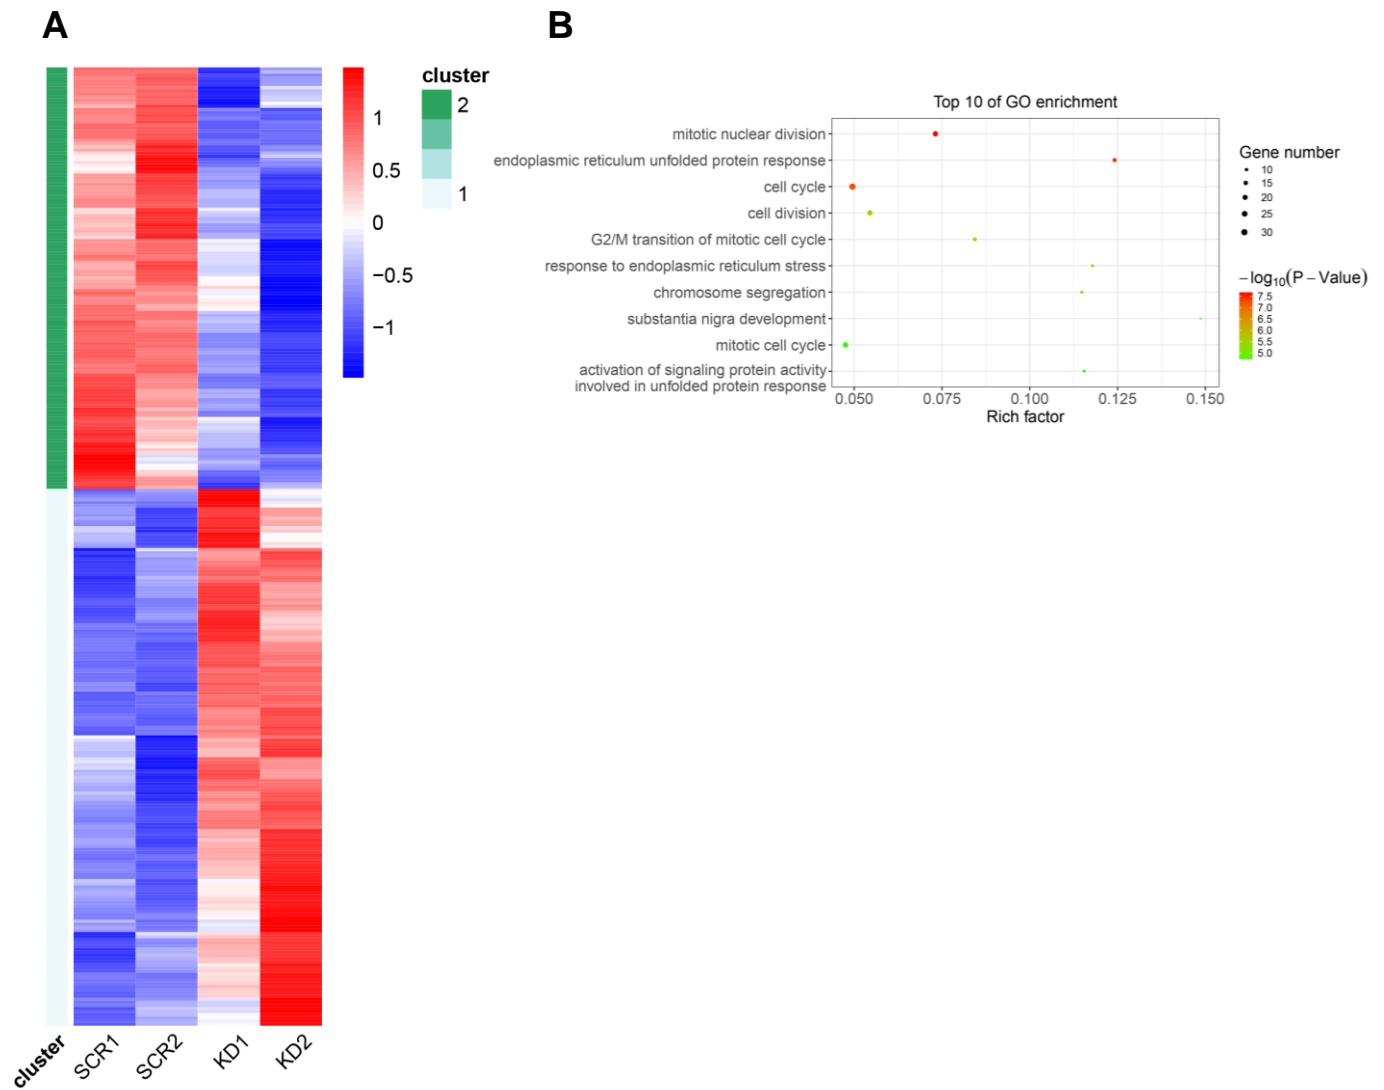 A
B
cluster
2
1
1
0.5
0
−0.5
−1
cluster
SCR1
SCR2
KD1
KD2
Top 10 of GO enrichment
mitotic nuclear division
endoplasmic reticulum unfolded protein response
cell cycle
cell division
G2/M transition of mitotic cell cycle
response to endoplasmic reticulum stress
chromosome segregation
substantia nigra development
mitotic cell cycle
activation of signaling protein activity
involved in unfolded protein response
0.050 0.075 0.100 0.125 0.150
Rich factor
Gene number
10
15
20
25
30
−log10(P−Value)
7.5
7.0
6.5
6.0
5.5
5.0